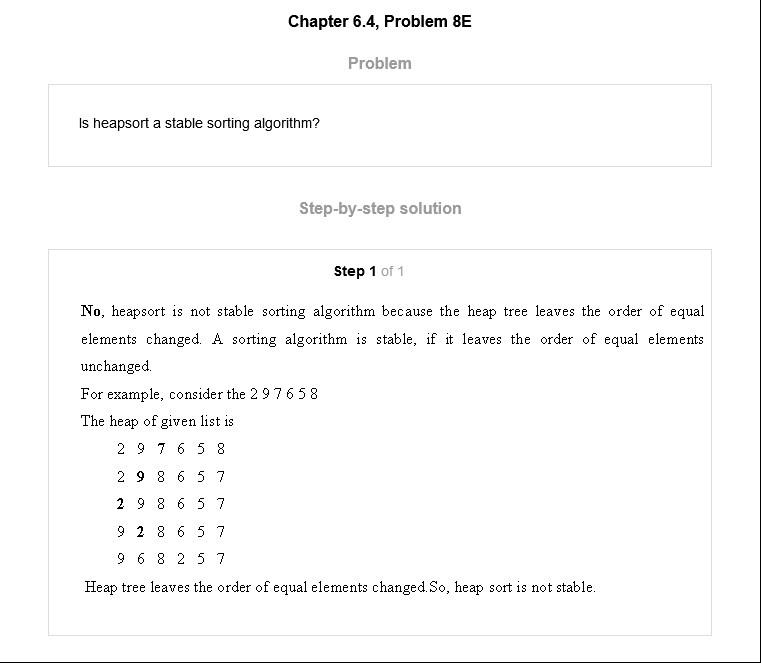 Chapter 6.4, Problem 8E
Problem
Is heapsort a stable sorting algorithm?
Step-by-step solution
Step 1 of 1
No, heapsort is not stable sorting algorithm because the heap tree leaves the order of equal
elements changed. A sorting algorithm is stable, if it leaves the order of equal elements
unchanged.
For example, consider the 2 9 7 6 5 8
The heap of given list is
2 9 7 6 5 8
2 9 8 6 5 7
2 9 8 6 5 7
9 2 8 6 5 7
9 6 8 2 5 7
Heap tree leaves the order of equal elements changed.So, heap sort is not stable.